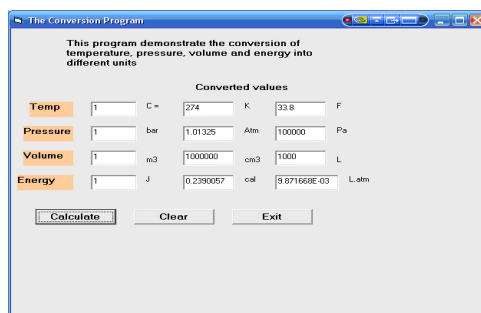 The Conversion Program
This program demonstrate the conversion of
temperature, pressure, volume and energy into
different units
Converted values
Temp 1 C = 274 K 33.8 F
Pressure 1 bar 1.01325 Atm 100000 Pa
Volume 1 m3 1000000 cm3 1000 L
Energy 1 J 0.2390057 cal 9.871668E-03 L.atm
Calculate Clear Exit